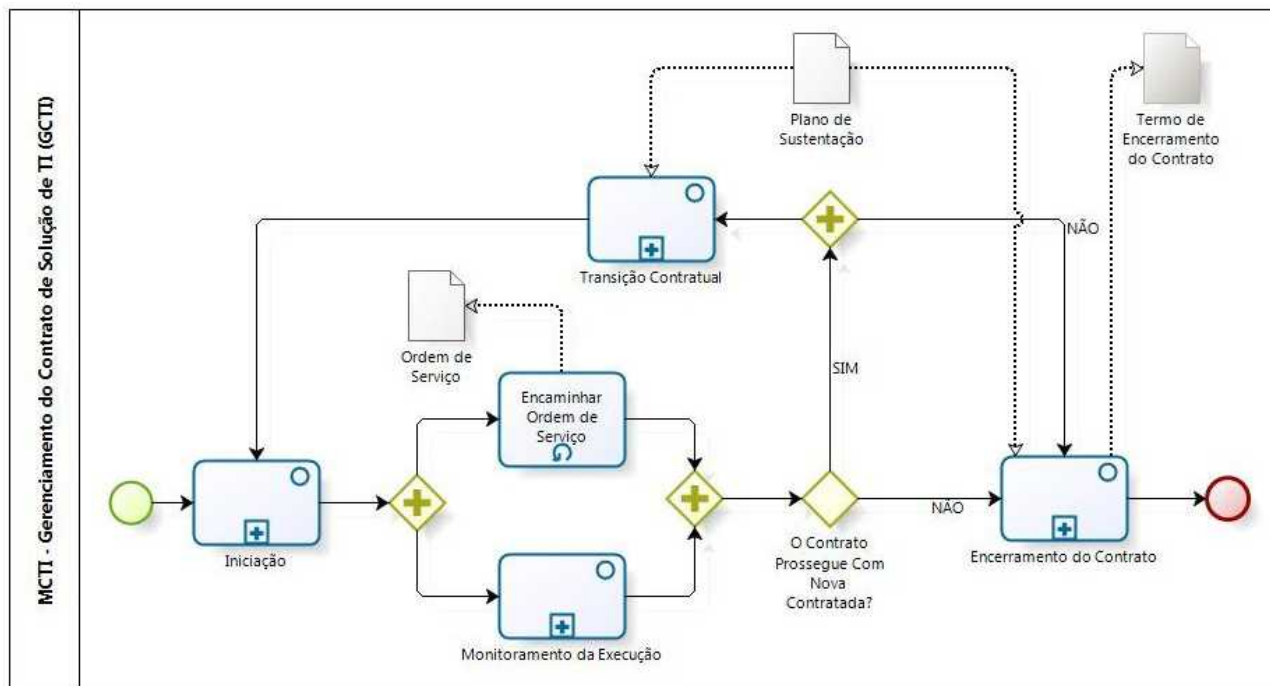 MCTI - Gerenciamento do Contrato de Solução de TI (GCTI)
Plano de
Sustentação
Termo de
Encerramento
do Contrato
NÃO
Transição Contratual
Ordem de
Serviço
SIM
Encaminhar
Ordem de
Serviço
NÃO
O Contrato
Prossegue Com
Nova
Contratada?
Iniciação
Encerramento do Contrato
Monitoramento da Execução